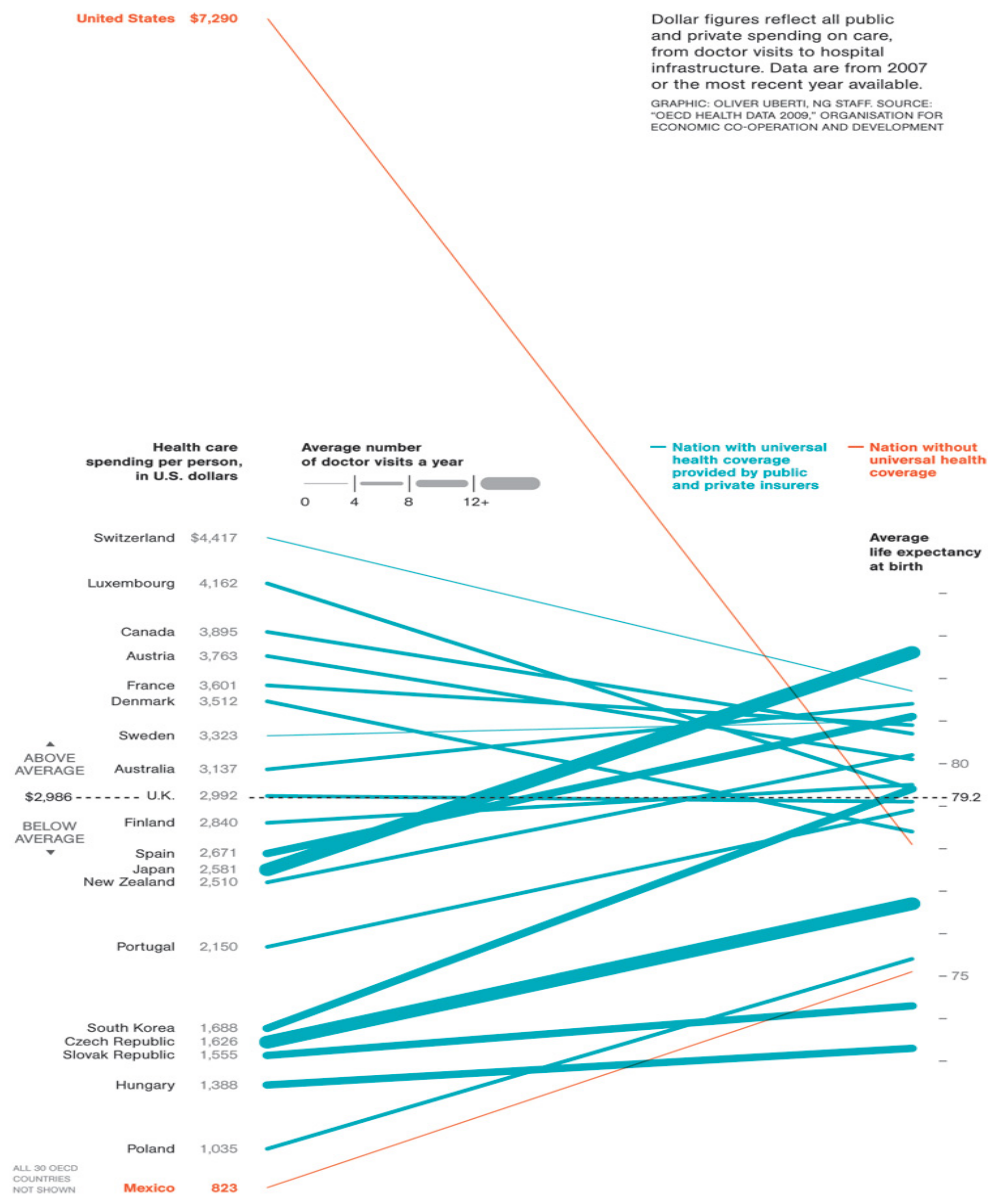 United States $7,290
Dollar figures reflect all public
and private spending on care,
from doctor visits to hospital
infrastructure. Data are from 2007
or the most recent year available.
GRAPHIC: OLIVER UBERTI, NG STAFF. SOURCE:
"OECD HEALTH DATA 2009," ORGANISATION FOR
ECONOMIC CO-OPERATION AND DEVELOPMENT
Health care
spending per person,
in U.S. dollars
Average number
of doctor visits a year
0 4 8 12+
Nation with universal
health coverage
provided by public
and private insurers
Nation without
universal health
coverage
Average
life expectancy
at birth
Switzerland $4,417
Luxembourg 4,162
Canada 3,895
Austria 3,763
France 3,601
Denmark 3,512
Sweden 3,323
ABOVE
AVERAGE
Australia 3,137
80
$2,986
U.K. 2,992
79.2
BELOW
AVERAGE
Finland 2,840
Spain 2,671
Japan 2,581
New Zealand 2,510
Portugal 2,150
75
South Korea 1,688
Czech Republic 1,626
Slovak Republic 1,555
Hungary 1,388
Poland 1,035
ALL 30 OECD
COUNTRIES
NOT SHOWN
Mexico 823